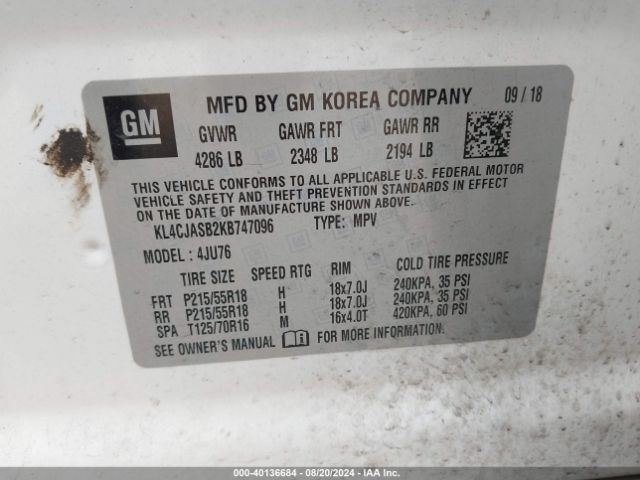 GM
MFD BY GM KOREA COMPANY 09/18
GVWR GAWR FRT GAWR RR
4286 LB 2348 LB 2194 LB
THIS VEHICLE CONFORMS TO ALL APPLICABLE U.S. FEDERAL MOTOR
VEHICLE SAFETY AND THEFT PREVENTION STANDARDS IN EFFECT
ON THE DATE OF MANUFACTURE SHOWN ABOVE.
KL4CJASB2KB747096 TYPE: MPV
MODEL: 4JU76
TIRE SIZE SPEED RTG RIM COLD TIRE PRESSURE
FRT P215/55R18 H 18x7.0J 240KPA, 35 PSI
RR P215/55R18 H 18x7.0J 240KPA, 35 PSI
SPA T125/70R16 M 16x4.0T 420KPA, 60 PSI
SEE OWNER'S MANUAL FOR MORE INFORMATION.
000-40136684 / 08/20/2024 / IAA Inc.